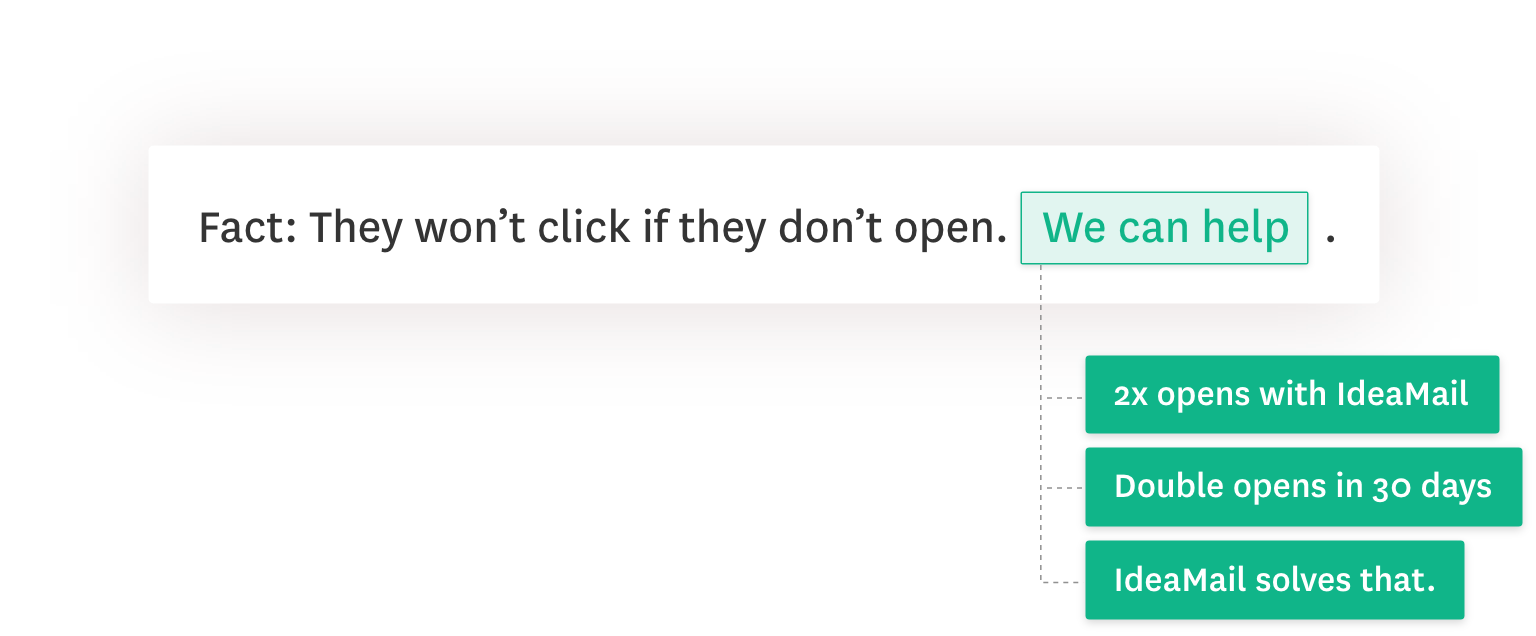 Fact: They won’t click if they don’t open. We can help .
2x opens with IdeaMail
Double opens in 30 days
IdeaMail solves that.